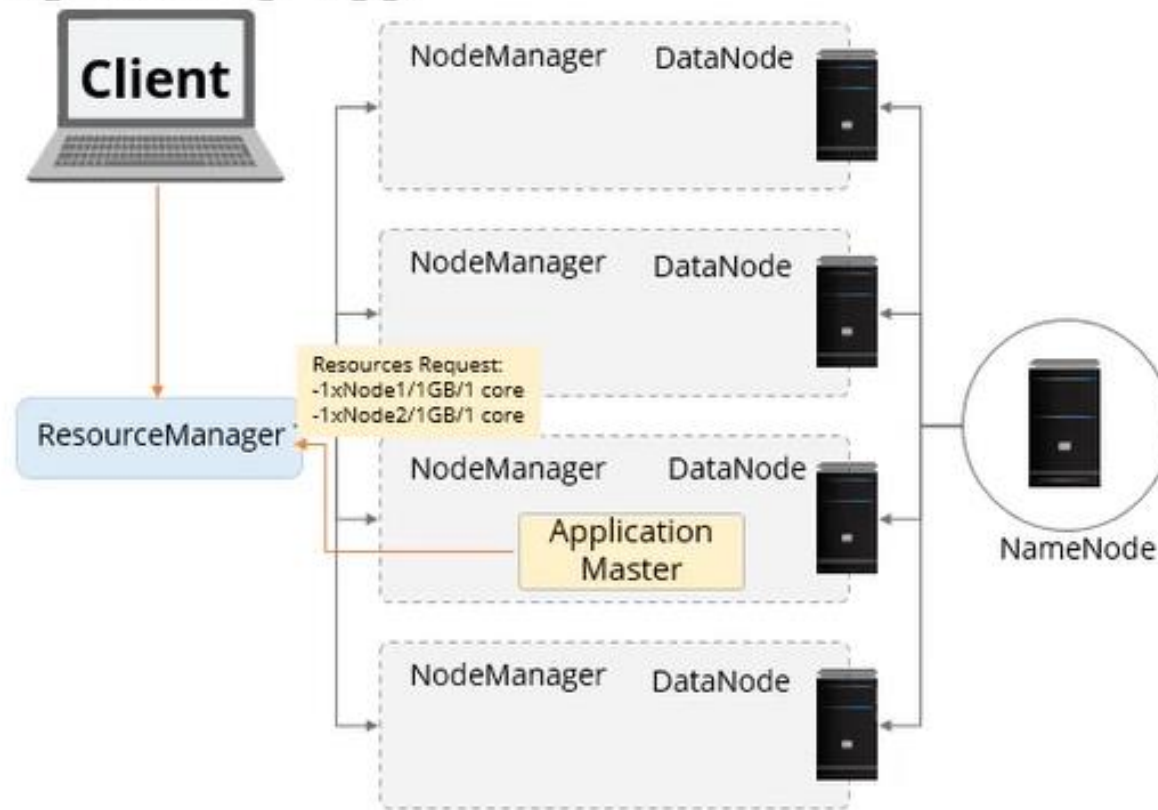 Client
NodeManager DataNode
NodeManager DataNode
Resources Request:
-1xNode1/1GB/1 core
-1xNode2/1GB/1 core
ResourceManager
NodeManager DataNode
Application
Master
NameNode
NodeManager DataNode